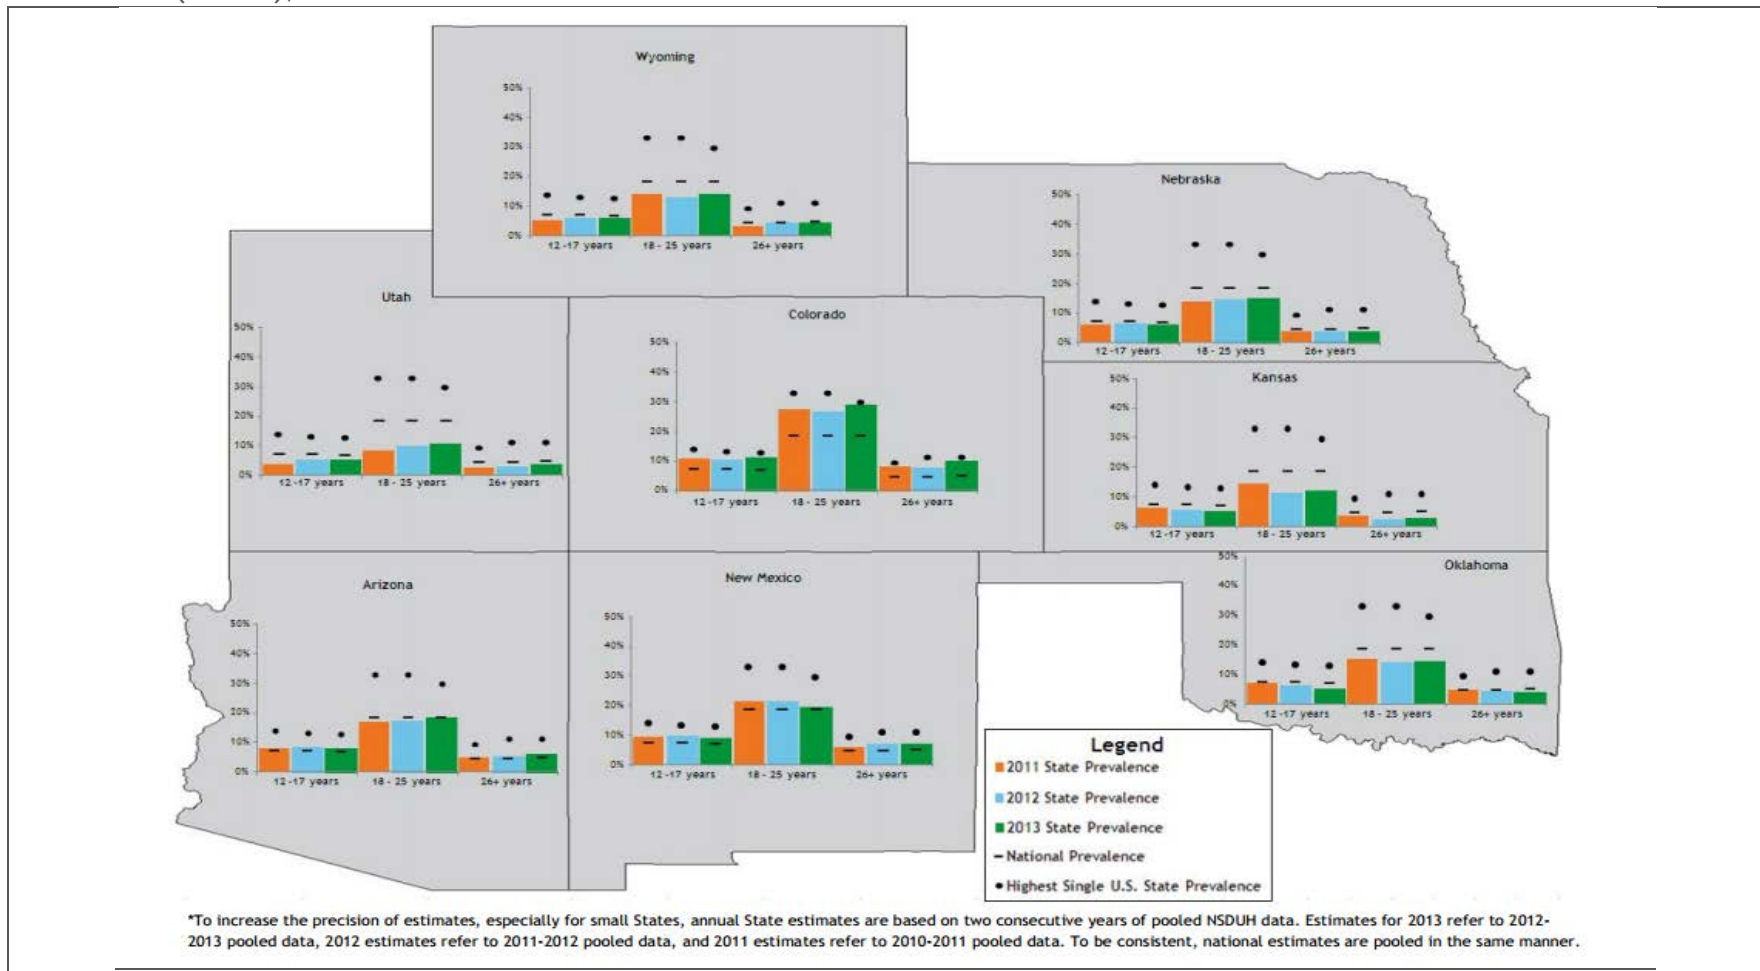 Wyoming
50%
40%
30%
20%
10%
0%
12 -17 years 18 - 25 years 26+ years
Nebraska
50%
40%
30%
20%
10%
0%
12 -17 years 18 - 25 years 26+ years
Utah
50%
40%
30%
20%
10%
0%
12 -17 years 18 - 25 years 26+ years
Colorado
50%
40%
30%
20%
10%
0%
12 -17 years 18 - 25 years 26+ years
Kansas
50%
40%
30%
20%
10%
0%
12 -17 years 18 - 25 years 26+ years
Arizona
50%
40%
30%
20%
10%
0%
12 -17 years 18 - 25 years 26+ years
New Mexico
50%
40%
30%
20%
10%
0%
12 -17 years 18 - 25 years 26+ years
Oklahoma
50%
40%
30%
20%
10%
0%
12 -17 years 18 - 25 years 26+ years
Legend
2011 State Prevalence
2012 State Prevalence
2013 State Prevalence
National Prevalence
Highest Single U.S. State Prevalence
*To increase the precision of estimates, especially for small States, annual State estimates are based on two consecutive years of pooled NSDUH data. Estimates for 2013 refer to 2012-
2013 pooled data, 2012 estimates refer to 2011-2012 pooled data, and 2011 estimates refer to 2010-2011 pooled data. To be consistent, national estimates are pooled in the same manner.